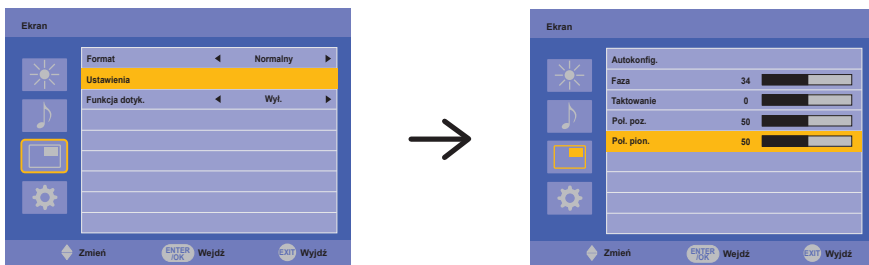 Ekran
Format Normalny
Ustawienia
Funkcja dotyk. Wył.
Zmień ENTER /OK Wejdź EXIT Wyjdź
Ekran
Autokonfig.
Faza 34
Taktowanie 0
Poł. poz. 50
Poł. pion. 50
Zmień ENTER /OK Wejdź EXIT Wyjdź